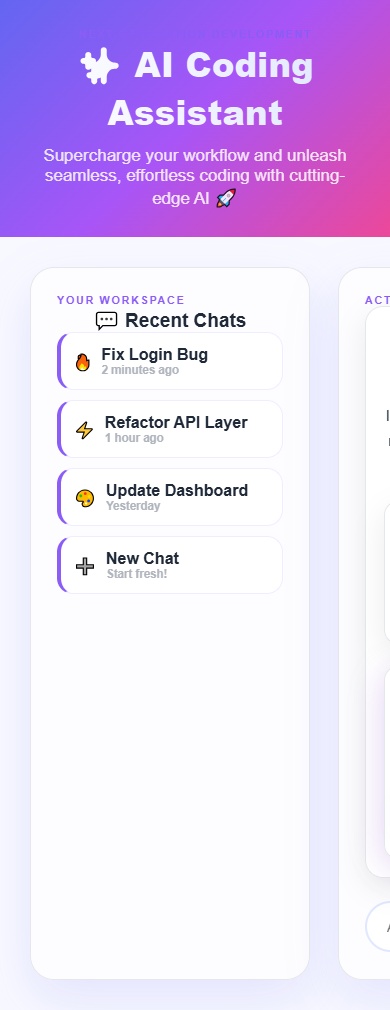 DEVELOPMENT
AI Coding
Assistant
Supercharge your workflow and unleash
seamless, effortless coding with cutting-
edge AI 🚀
YOUR WORKSPACE
💬 Recent Chats
🔥 Fix Login Bug
2 minutes ago
⚡ Refactor API Layer
1 hour ago
🎨 Update Dashboard
Yesterday
➕ New Chat
Start fresh!
ACT